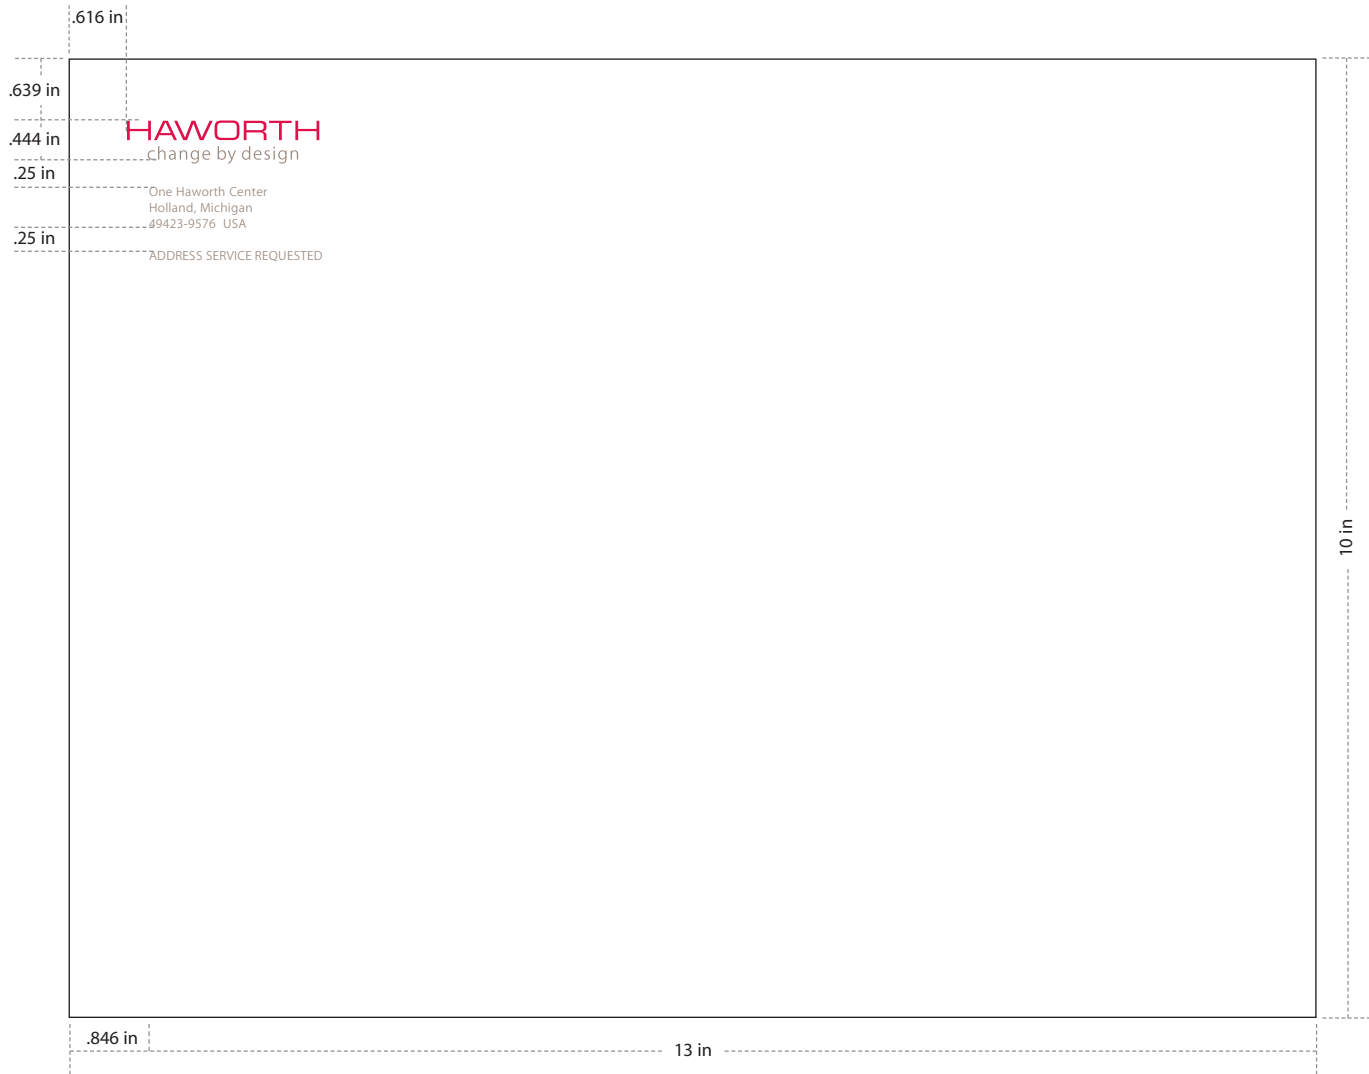 .616 in
.639 in
HAWORTH
.444 in
change by design
.25 in
One Haworth Center
Holland, Michigan
49423-9576  USA
.25 in
ADDRESS SERVICE REQUESTED
10 in
.846 in
13 in